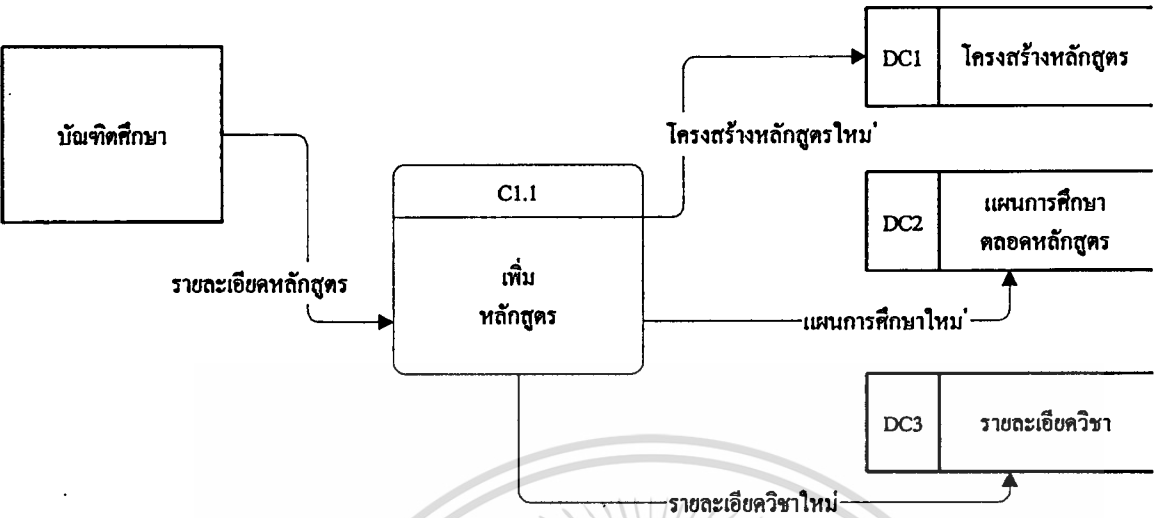 DC1 โครงสร้างหลักสูตร
บัณฑิตศึกษา
โครงสร้างหลักสูตรใหม่
C1.1
DC2
แผนการศึกษา
ตลอดหลักสูตร
รายละเอียดหลักสูตร
เพิ่ม
หลักสูตร
แผนการศึกษาใหม่
DC3 รายละเอียดวิชา
รายละเอียดวิชาใหม่